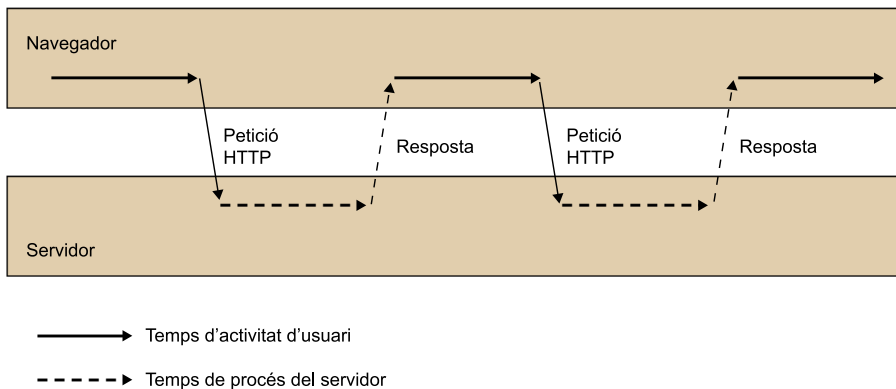 Navegador
Petició
HTTP
Resposta
Petició
HTTP
Resposta
Servidor
Temps d’activitat d’usuari
Temps de procés del servidor